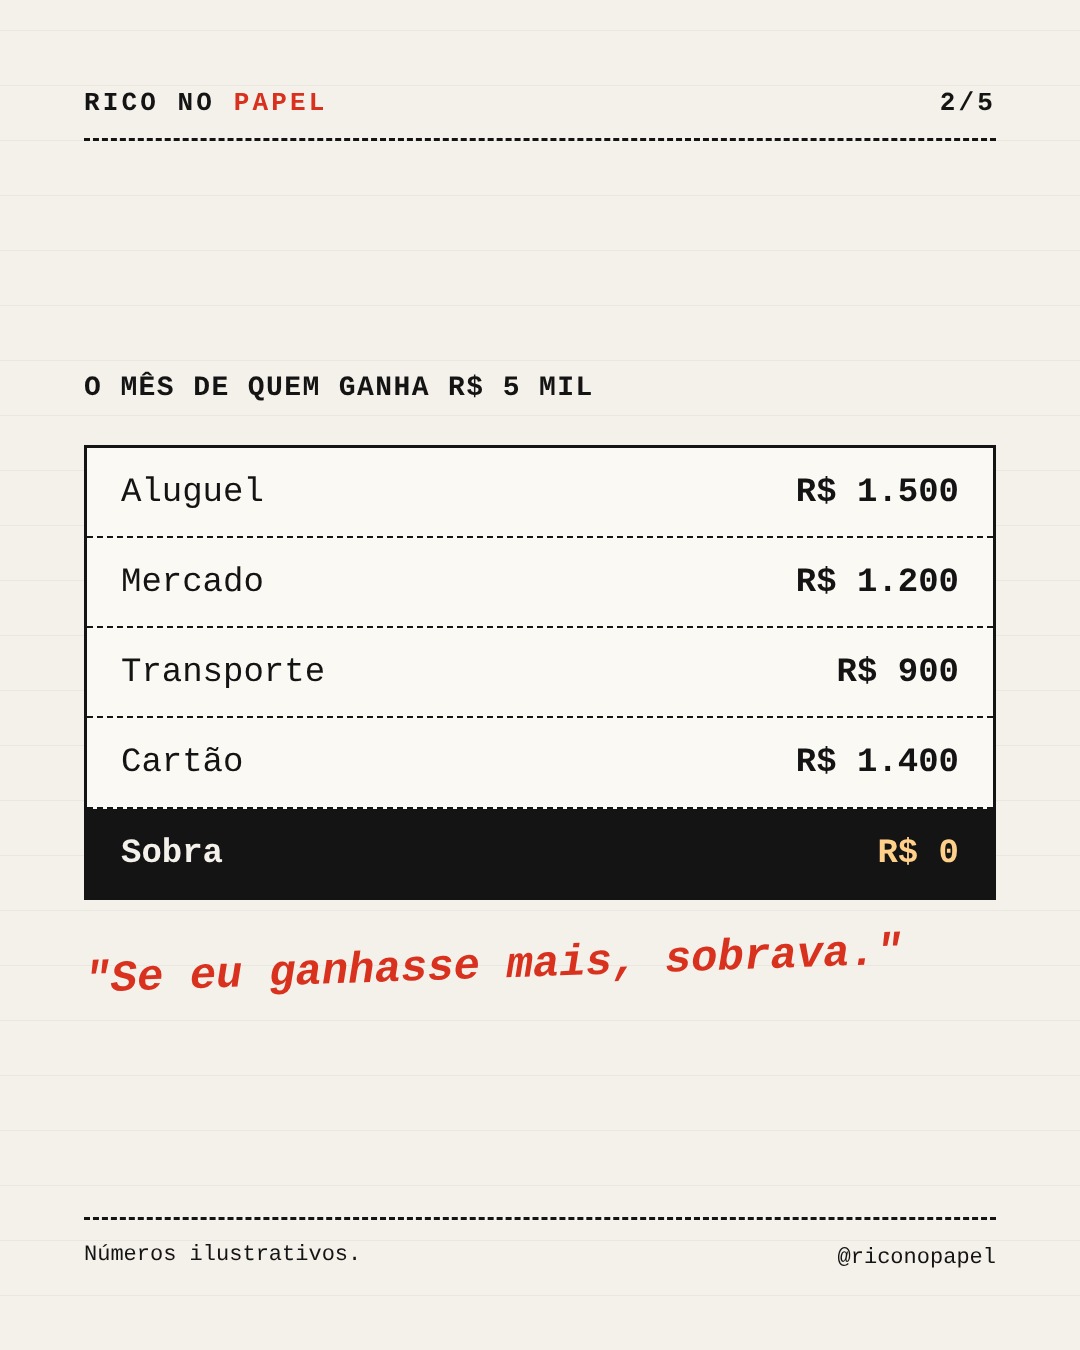 RICO NO PAPEL 2/5
O MÊS DE QUEM GANHA R$ 5 MIL
Aluguel R$ 1.500
Mercado R$ 1.200
Transporte R$ 900
Cartão R$ 1.400
Sobra R$ 0
"Se eu ganhasse mais, sobrava."
Números ilustrativos. @riconopapel